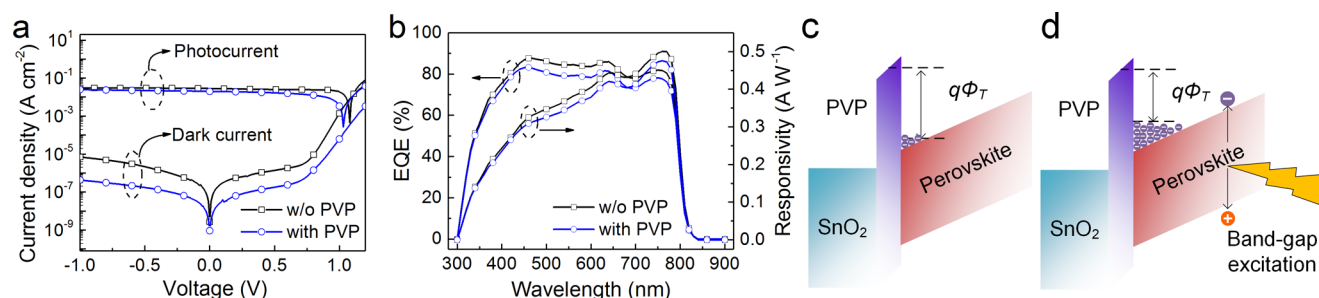 a
Current density (A cm-2)
10¹
10⁻¹
10⁻³
10⁻⁵
10⁻⁷
10⁻⁹
Photocurrent
Dark current
w/o PVP
with PVP
-1.0 -0.5 0.0 0.5 1.0
Voltage (V)
b
EQE (%)
100
80
60
40
20
0
w/o PVP
with PVP
0.5
0.4
0.3
0.2
0.1
0.0
Responsivity (A W-1)
300 400 500 600 700 800 900
Wavelength (nm)
c
PVP
qΦT
Perovskite
SnO2
d
PVP
qΦT
Perovskite
SnO2
Band-gap
excitation